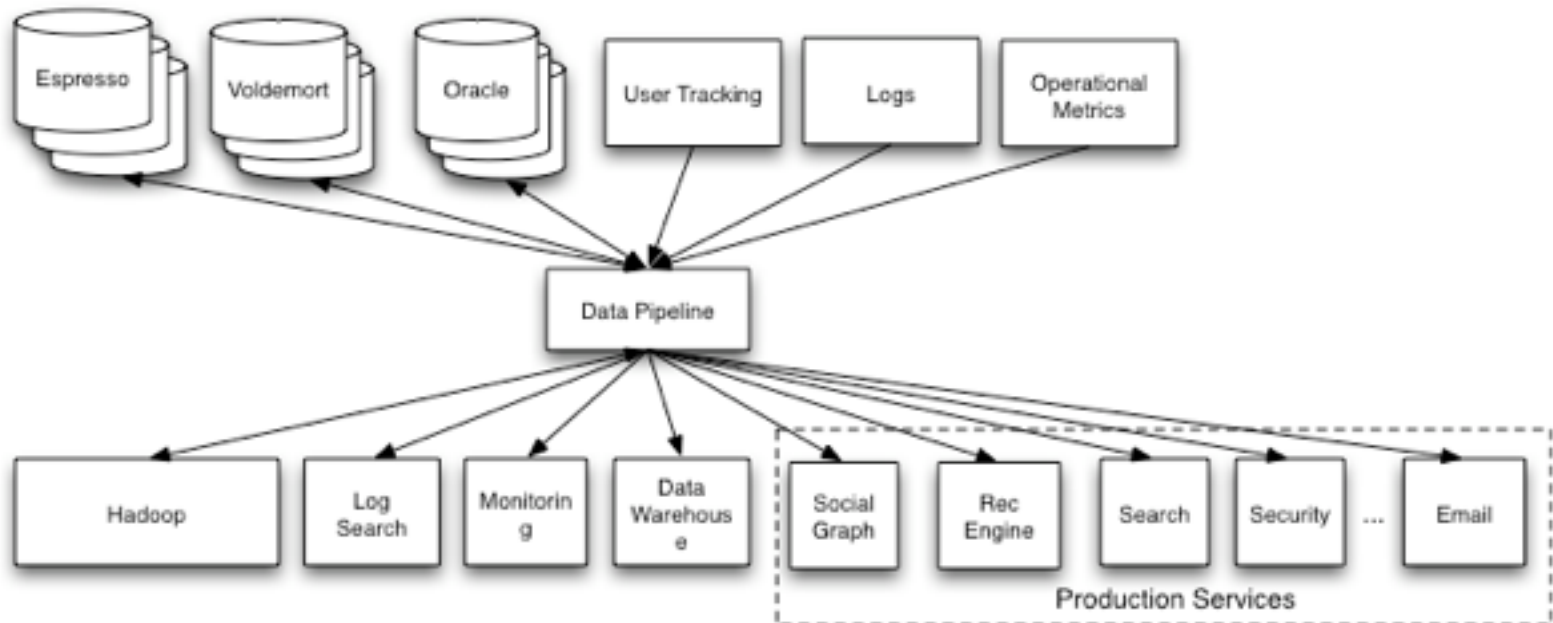 Espresso
Voldemort
Oracle
User Tracking
Logs
Operational
Metrics
Data Pipeline
Hadoop
Log
Search
Monitorin
g
Data
Warehous
e
Social
Graph
Rec
Engine
Search
Security
...
Email
Production Services